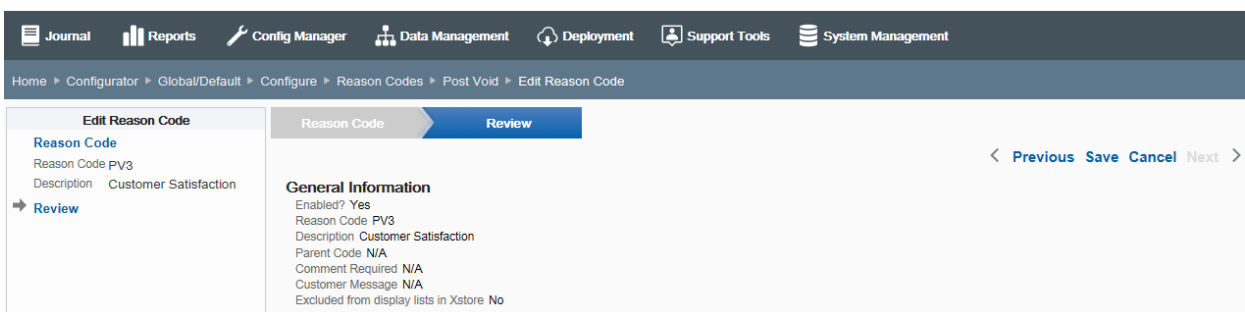 Journal Reports Config Manager Data Management Deployment Support Tools System Management
Home ▸ Configurator ▸ Global/Default ▸ Configure ▸ Reason Codes ▸ Post Void ▸ Edit Reason Code
Edit Reason Code
Reason Code
Reason Code PV3
Description Customer Satisfaction
Review
Reason Code Review
Previous Save Cancel Next
General Information
Enabled? Yes
Reason Code PV3
Description Customer Satisfaction
Parent Code N/A
Comment Required N/A
Customer Message N/A
Excluded from display lists in Xstore No